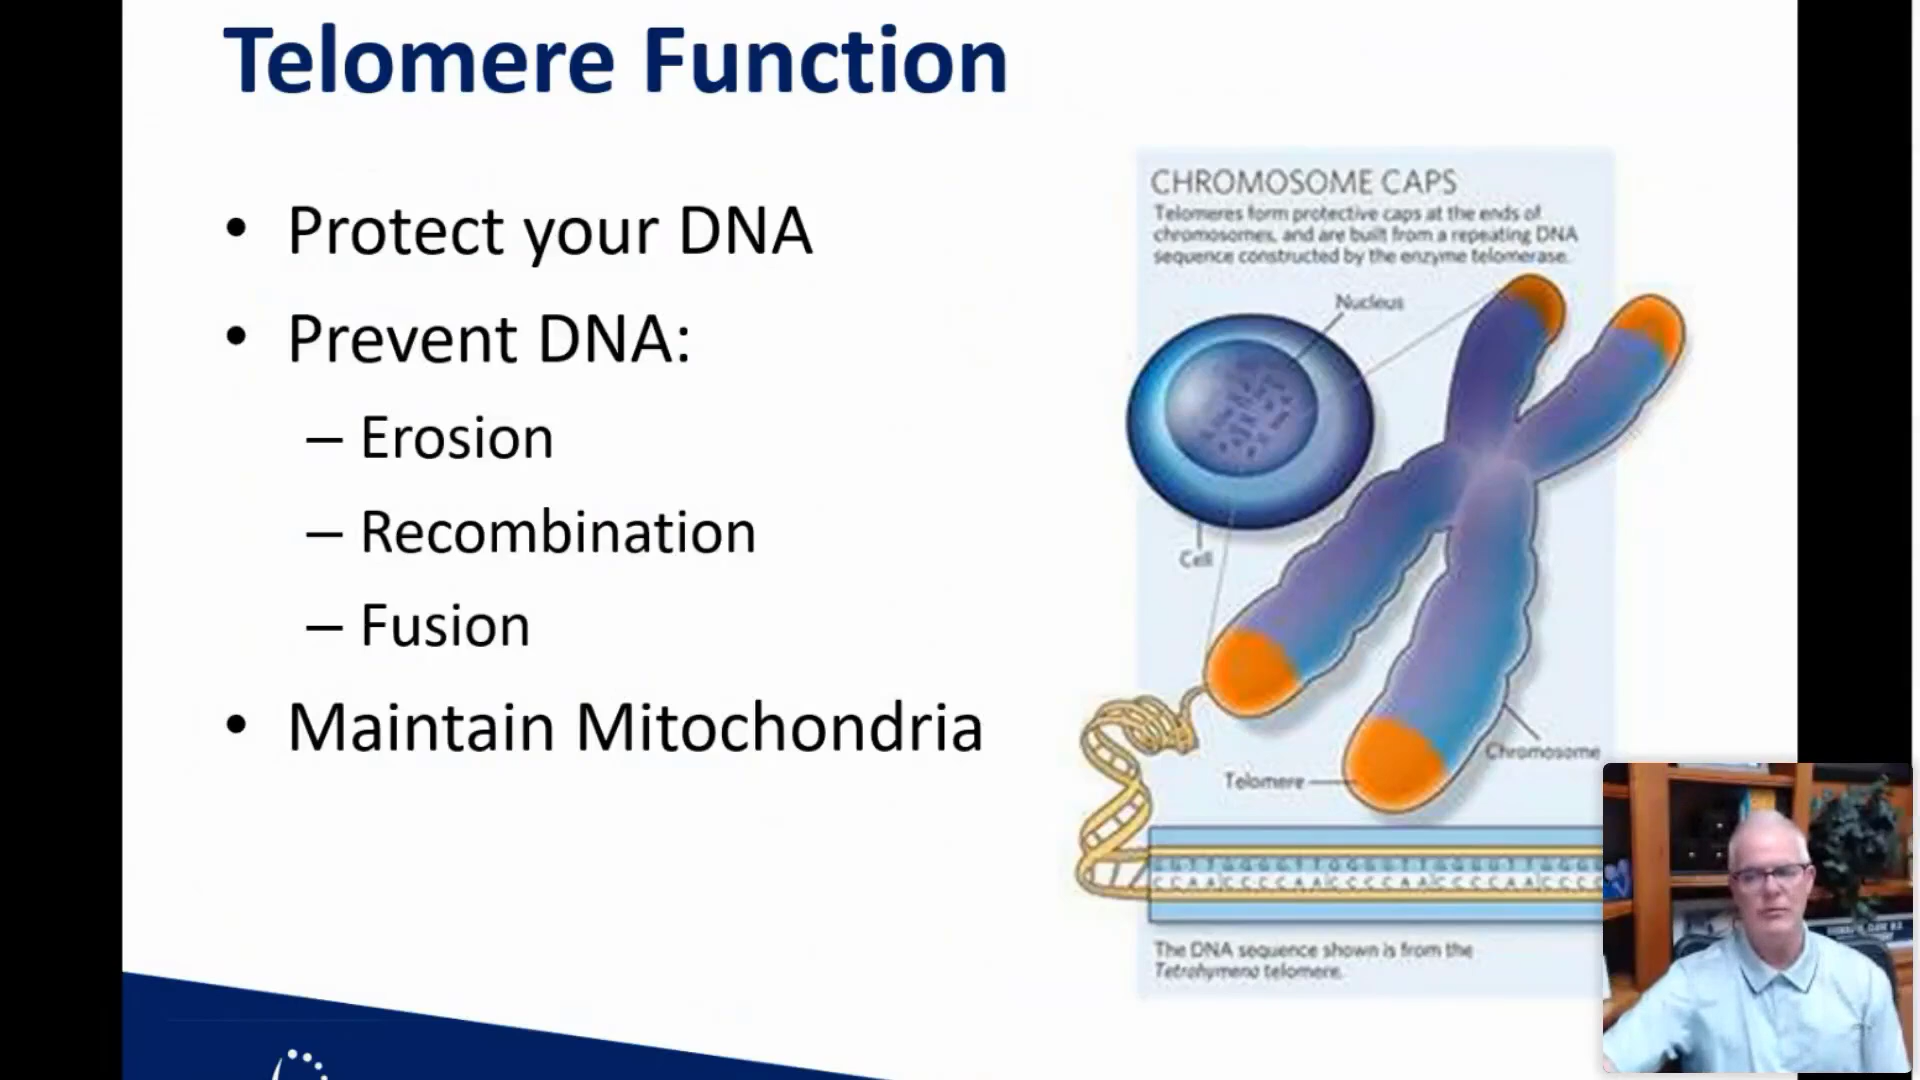 Telomere Function
• Protect your DNA
• Prevent DNA:
– Erosion
– Recombination
– Fusion
• Maintain Mitochondria
CHROMOSOME CAPS
Telomeres form protective caps at the ends of
chromosomes, and are built from a repeating DNA
sequence constructed by the enzyme telomerase.
Nucleus
Cell
Chromosome
Telomere
CCAACCCCAACCCCAACCCCAACCCC
The DNA sequence shown is from the
Tetrahymena telomere.